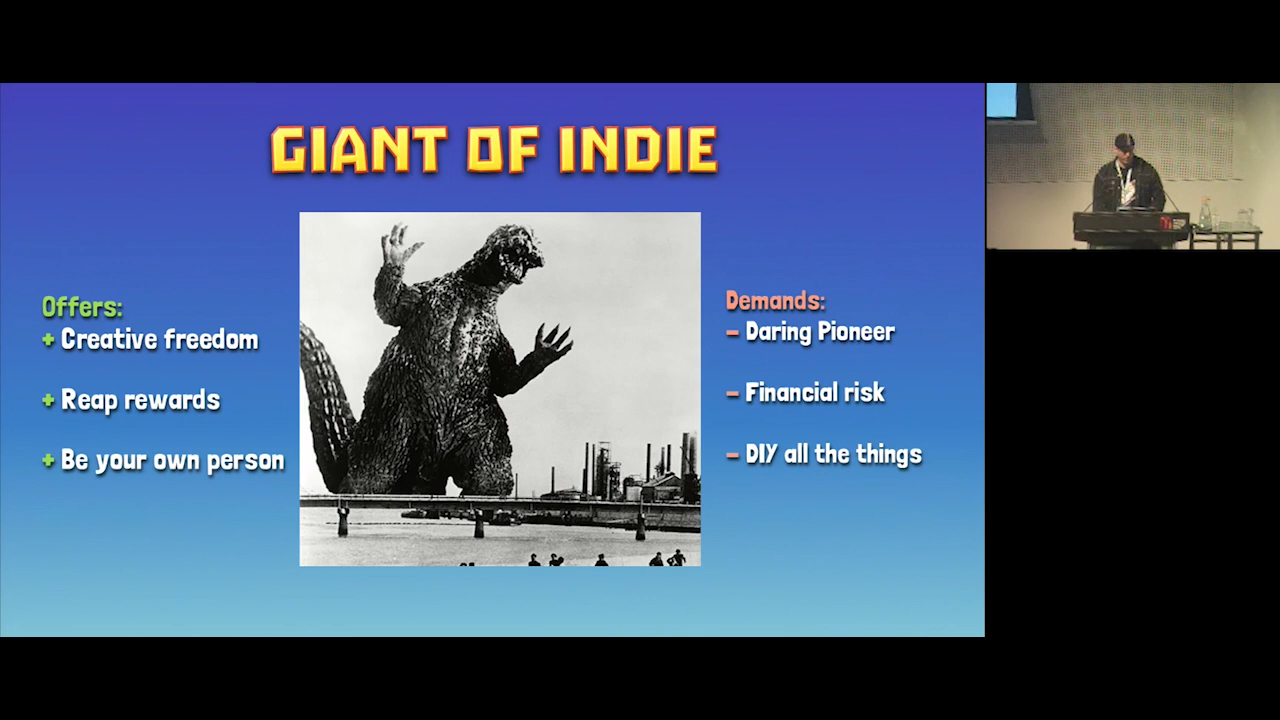 GIANT OF INDIE
Offers:
+ Creative freedom
+ Reap rewards
+ Be your own person
Demands:
- Daring Pioneer
- Financial risk
- DIY all the things